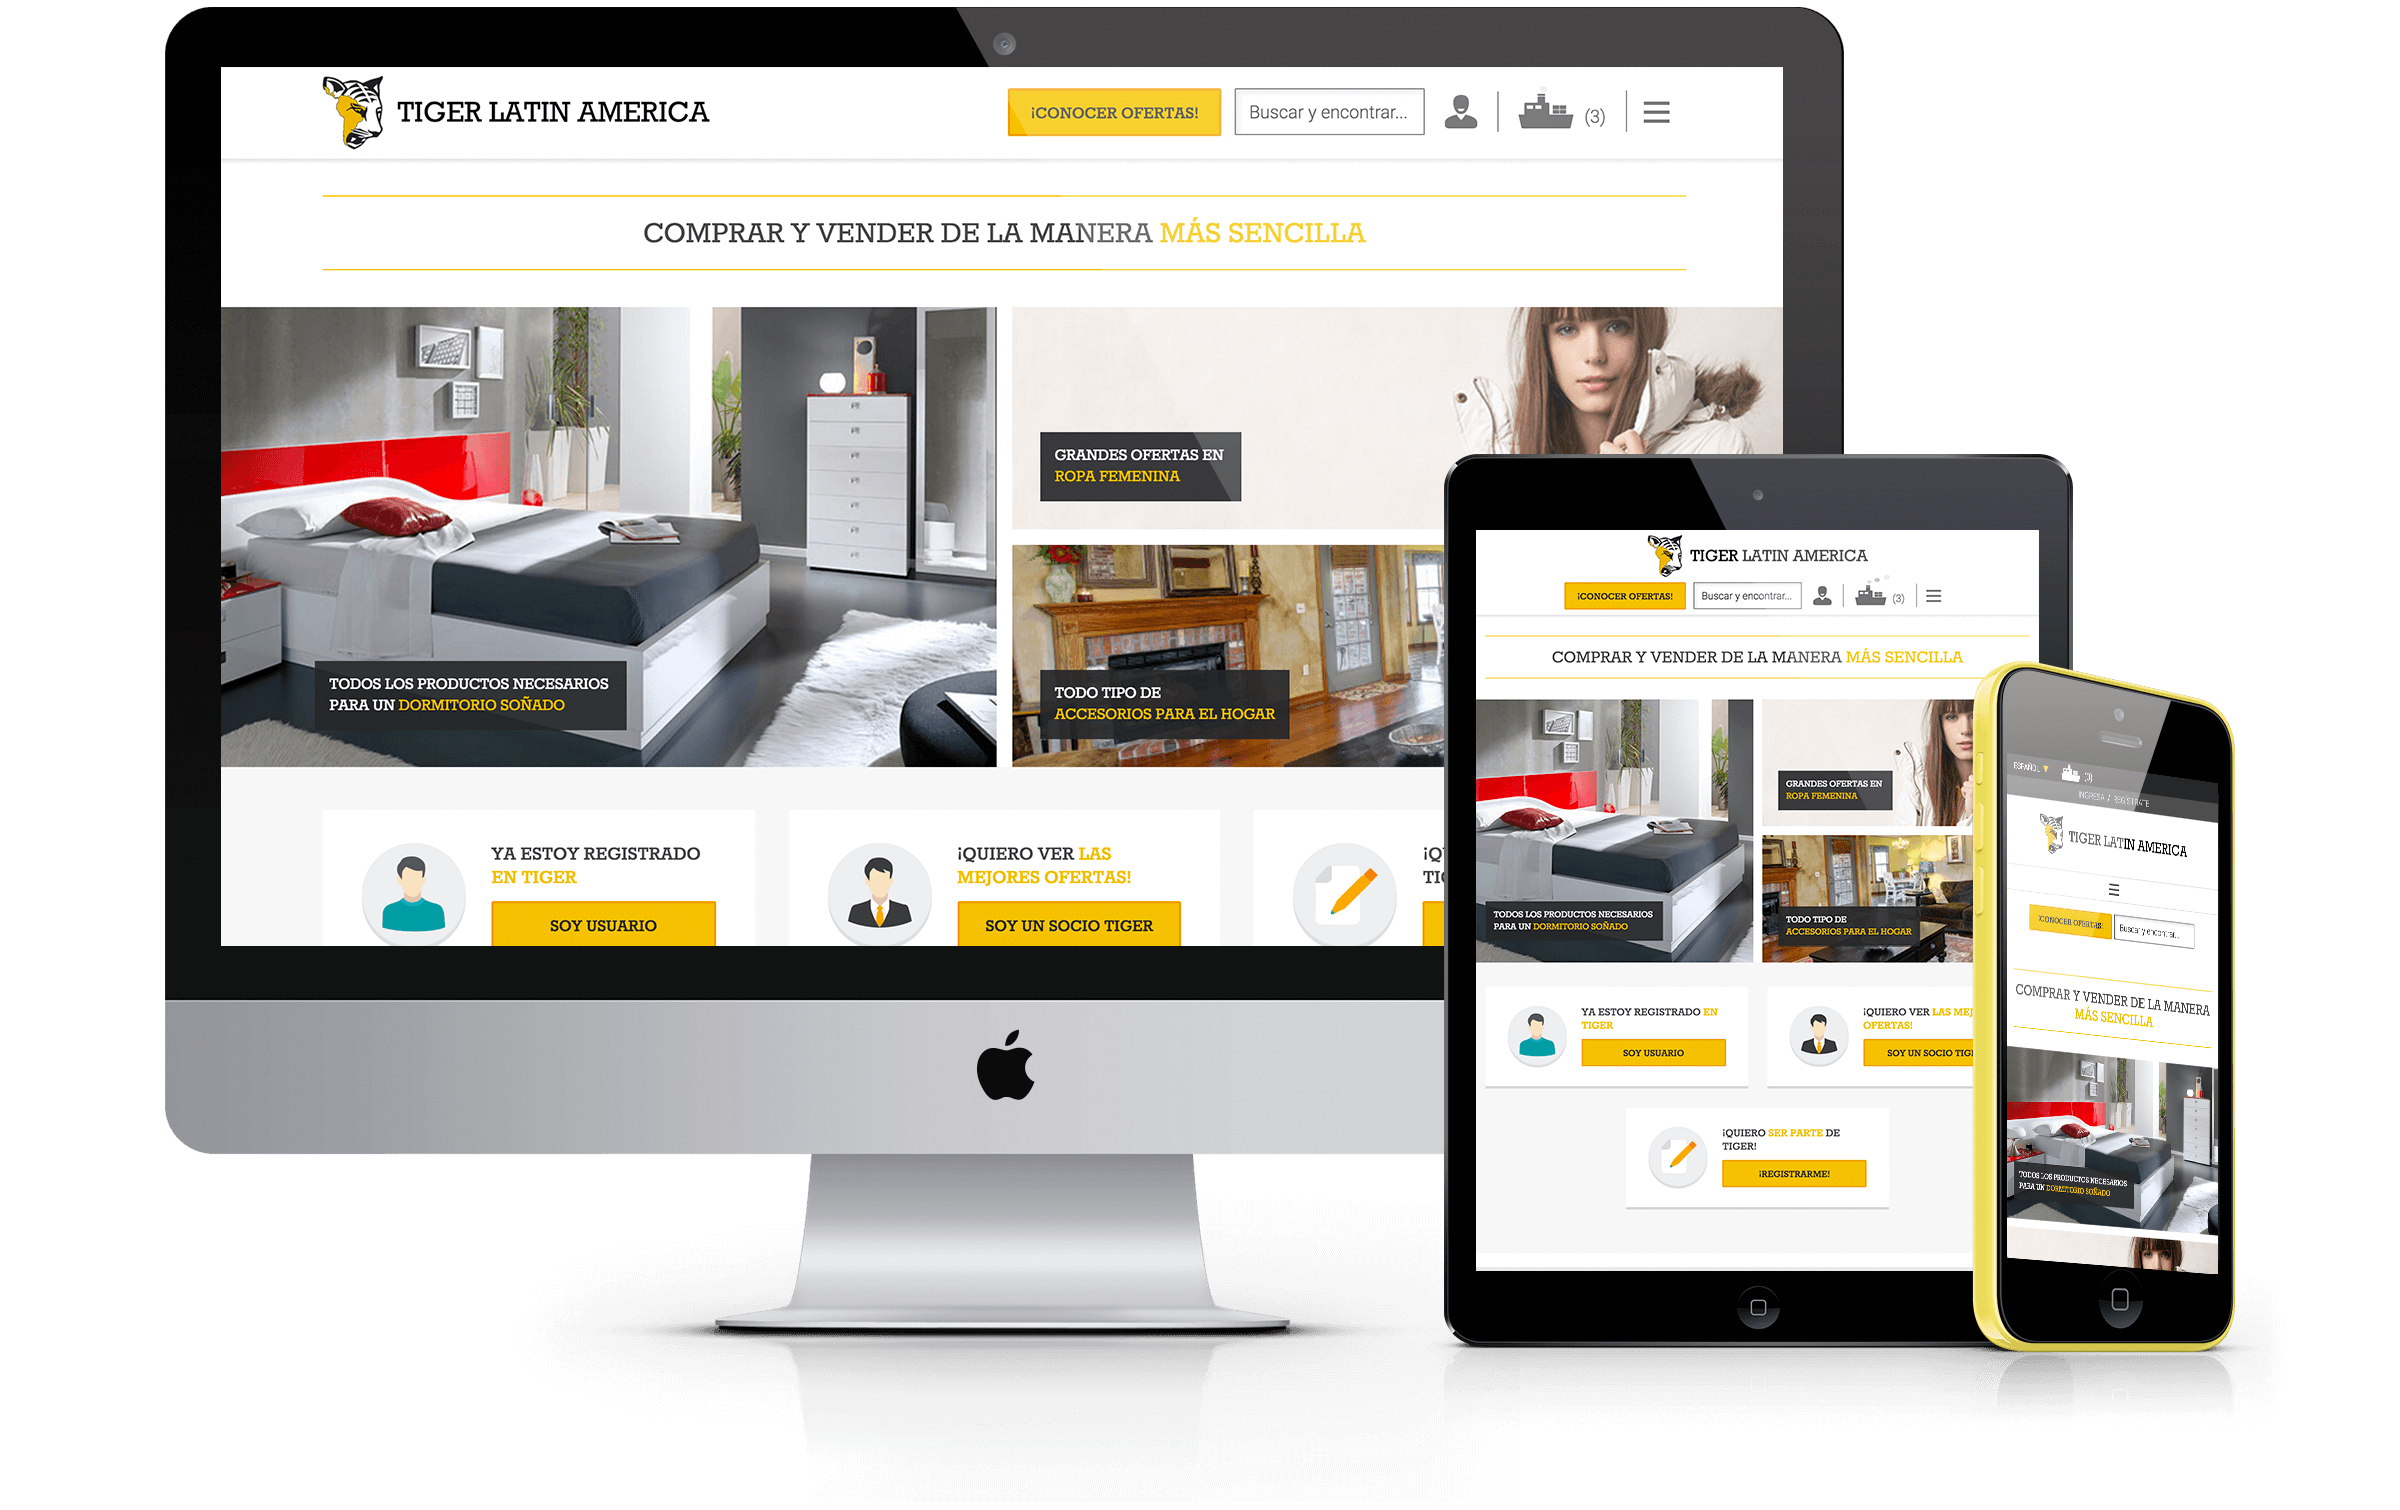 TIGER LATIN AMERICA
¡CONOCER OFERTAS!
Buscar y encontrar...
(3)
COMPRAR Y VENDER DE LA MANERA MÁS SENCILLA
GRANDES OFERTAS EN
ROPA FEMENINA
TODOS LOS PRODUCTOS NECESARIOS
PARA UN DORMITORIO SOÑADO
TODO TIPO DE
ACCESORIOS PARA EL HOGAR
YA ESTOY REGISTRADO
EN TIGER
SOY USUARIO
¡QUIERO VER LAS
MEJORES OFERTAS!
SOY UN SOCIO TIGER
¡Q
TIG
TIGER LATIN AMERICA
¡CONOCER OFERTAS!
Buscar y encontrar...
(3)
COMPRAR Y VENDER DE LA MANERA MÁS SENCILLA
GRANDES OFERTAS EN
ROPA FEMENINA
TODOS LOS PRODUCTOS NECESARIOS
PARA UN DORMITORIO SOÑADO
TODO TIPO DE
ACCESORIOS PARA EL HOGAR
YA ESTOY REGISTRADO EN
TIGER
SOY USUARIO
¡QUIERO VER LAS MEJ
OFERTAS!
SOY UN SOCIO TIG
¡QUIERO SER PARTE DE
TIGER!
¡REGISTRARME!
ESPAÑOL
(3)
INGRESA / REGISTRATE
TIGER LATIN AMERICA
¡CONOCER OFERTAS!
Buscar y encontrar...
COMPRAR Y VENDER DE LA MANERA
MÁS SENCILLA
TODOS LOS PRODUCTOS NECESARIOS
PARA UN DORMITORIO SOÑADO